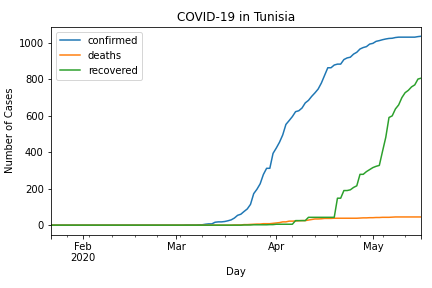 COVID-19 in Tunisia
confirmed
deaths
recovered
Number of Cases
1000
800
600
400
200
0
Feb
2020
Mar
Apr
May
Day